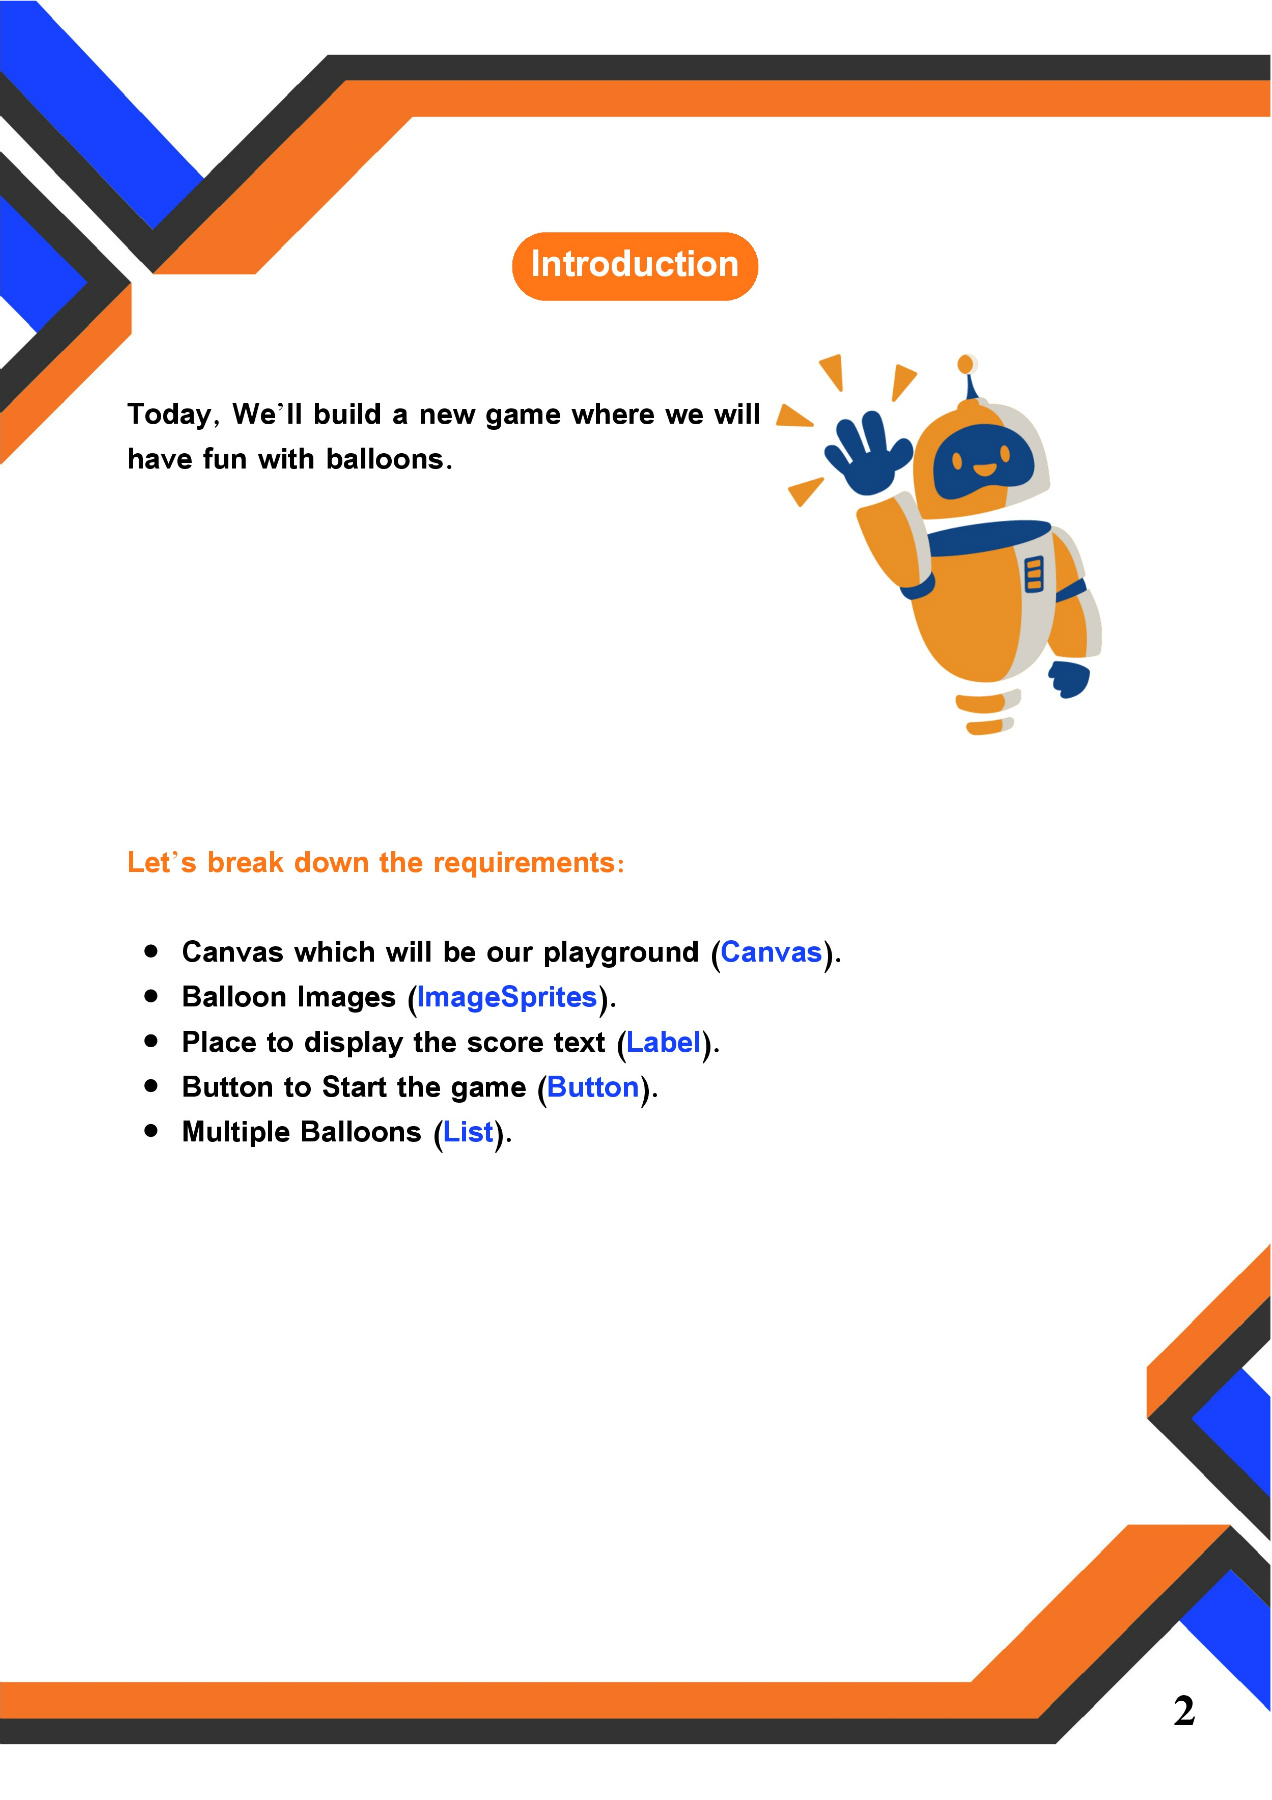 Introduction
Today, We’ll build a new game where we will
have fun with balloons.
Let’s break down the requirements:
• Canvas which will be our playground (Canvas).
• Balloon Images (ImageSprites).
• Place to display the score text (Label).
• Button to Start the game (Button).
• Multiple Balloons (List).
2